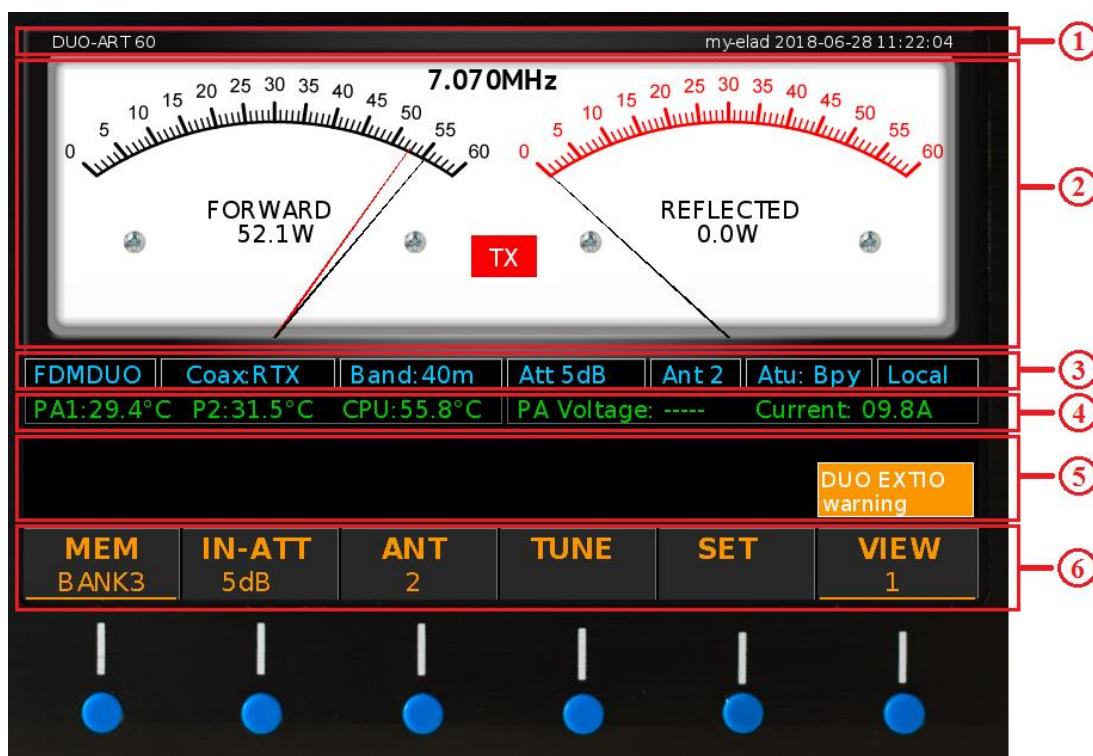 DUO-ART 60 my-elad 2018-06-28 11:22:04
1
7.070MHz
0 5 10 15 20 25 30 35 40 45 50 55 60
0 5 10 15 20 25 30 35 40 45 50 55 60
FORWARD
52.1W
REFLECTED
0.0W
TX
2
FDMDUO Coax:RTX Band:40m Att 5dB Ant 2 Atu: Bpy Local
3
PA1:29.4°C P2:31.5°C CPU:55.8°C PA Voltage: ----- Current: 09.8A
4
DUO EXTIO
warning
5
MEM IN-ATT ANT TUNE SET VIEW
BANK3 5dB 2 1
6